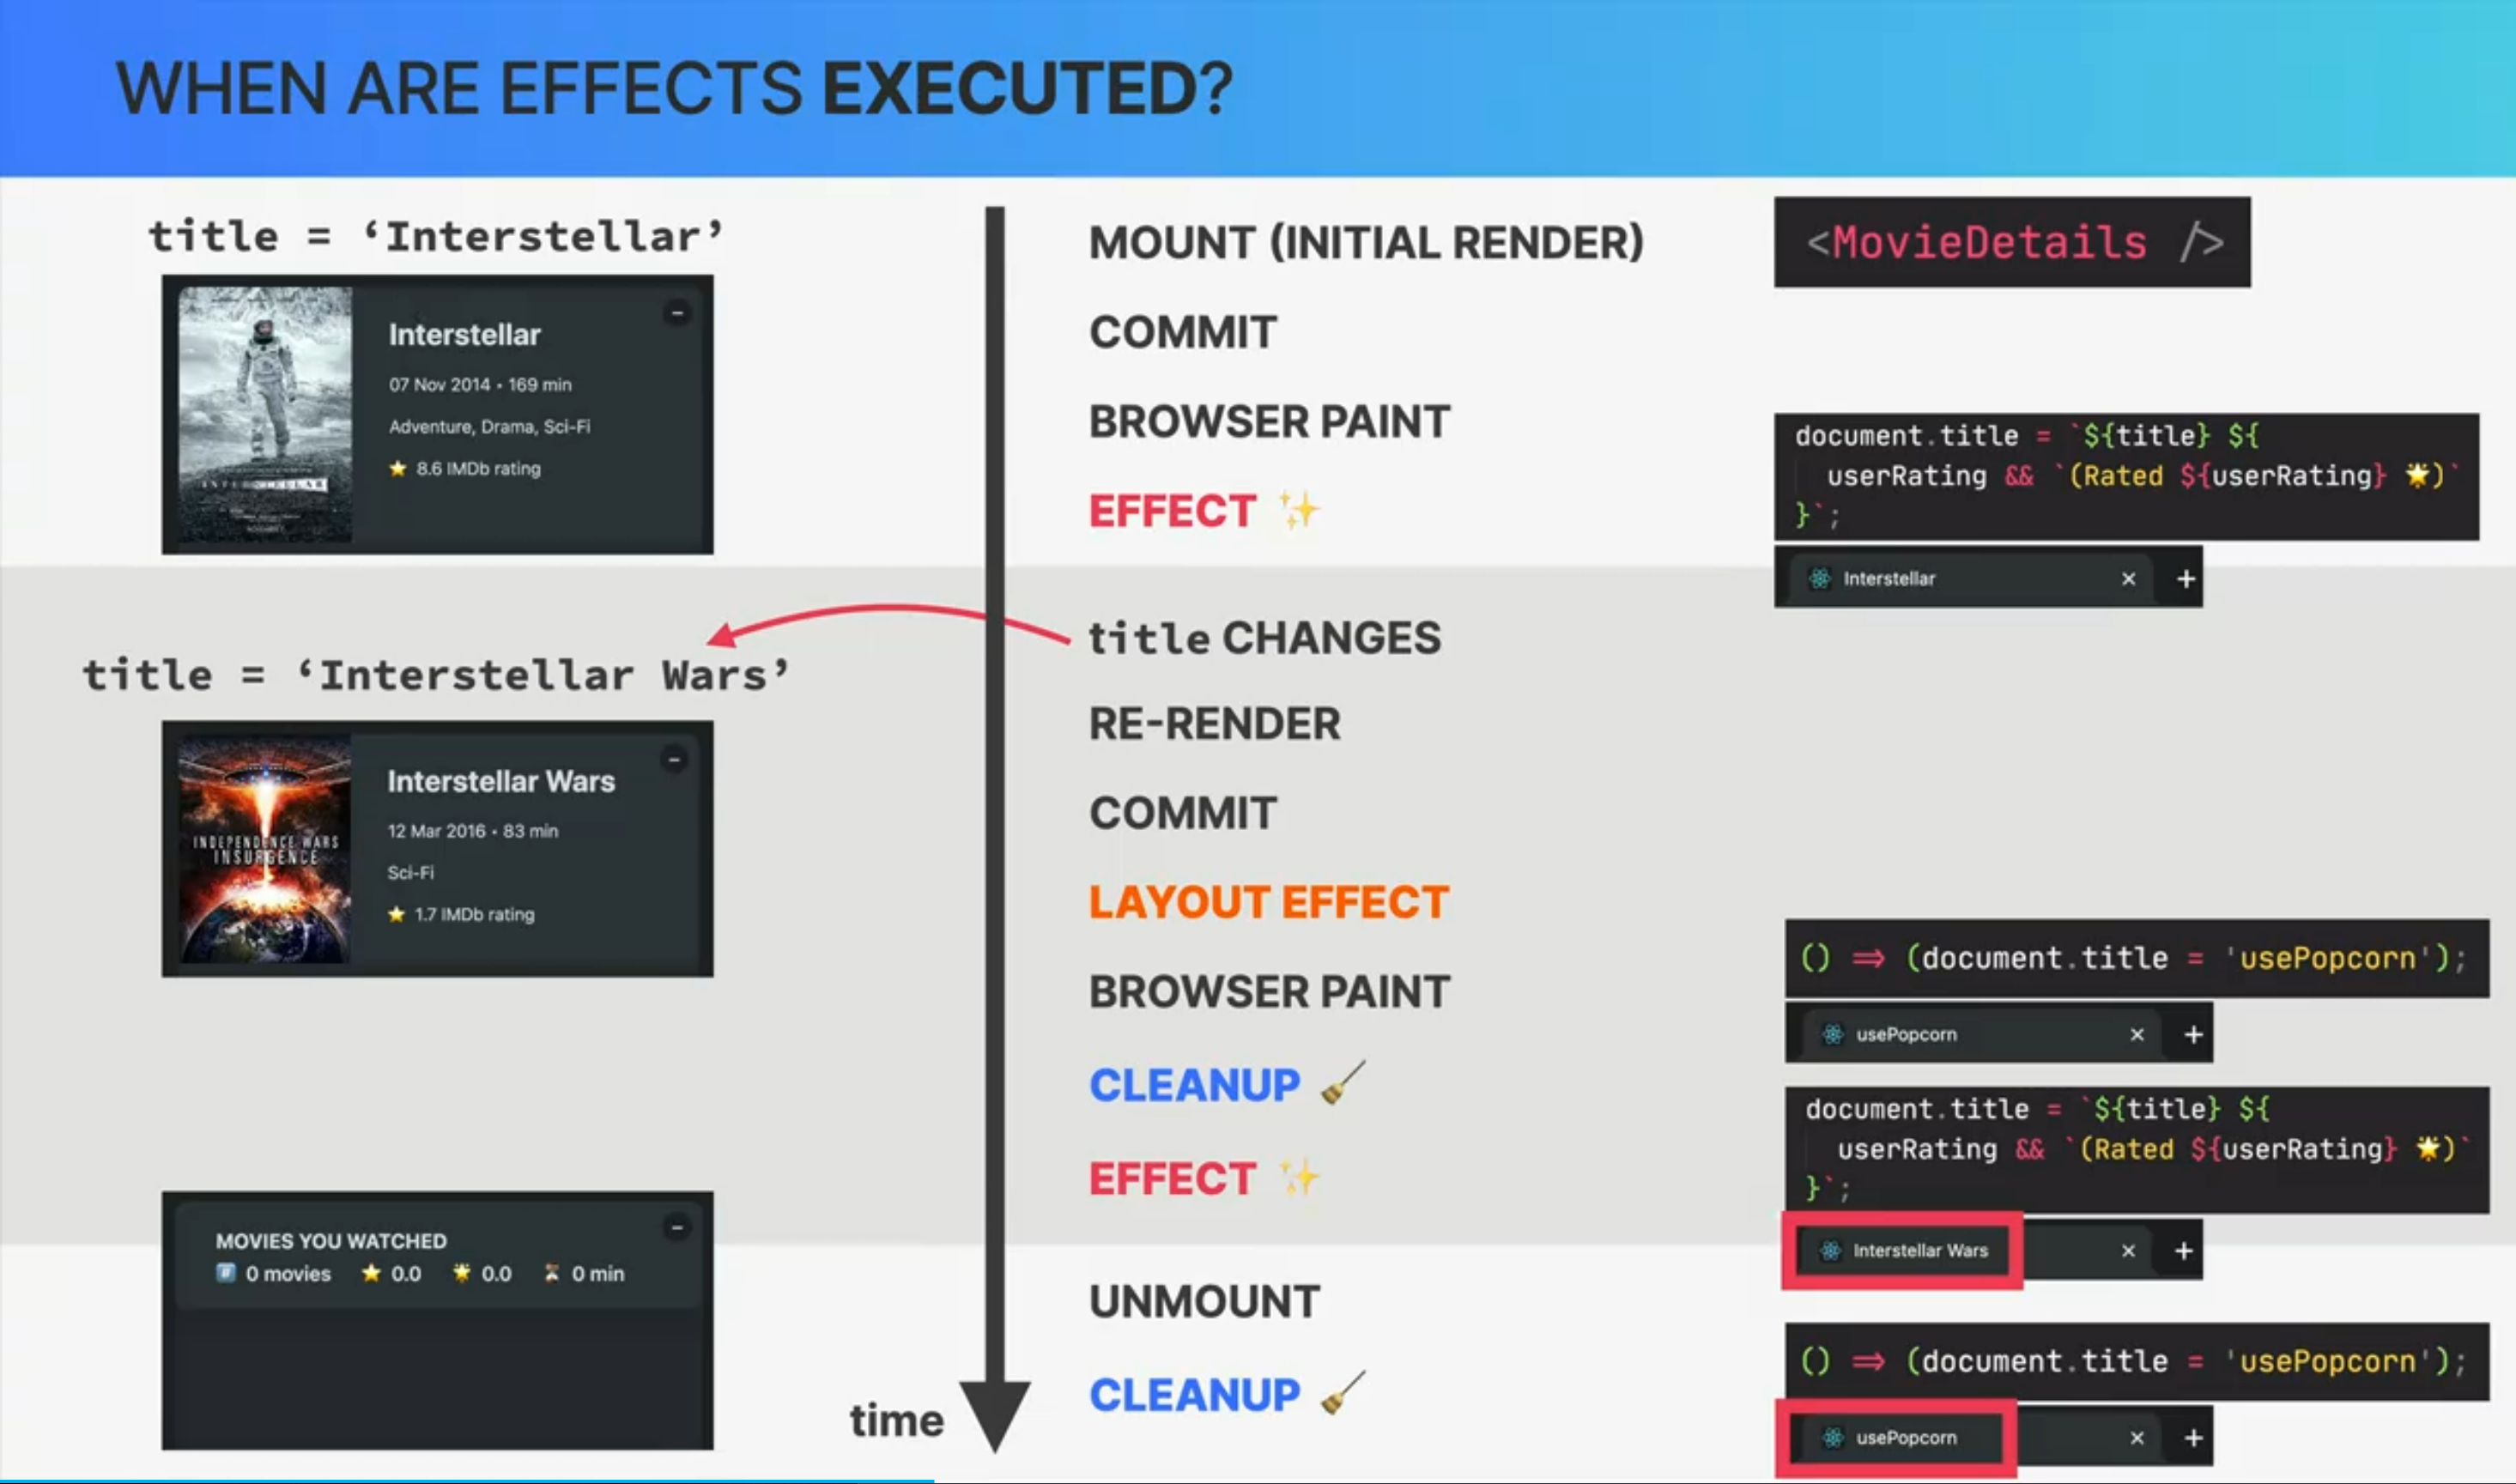 WHEN ARE EFFECTS EXECUTED?
title = ‘Interstellar’
Interstellar
07 Nov 2014 • 169 min
Adventure, Drama, Sci-Fi
⭐ 8.6 IMDb rating
INTERSTELLAR
title = ‘Interstellar Wars’
INDEPENDENCE WARS
INSURGENCE
Interstellar Wars
12 Mar 2016 • 83 min
Sci-Fi
⭐ 1.7 IMDb rating
MOVIES YOU WATCHED
#️⃣ 0 movies ⭐ 0.0 🌟 0.0 ⏳ 0 min
time
MOUNT (INITIAL RENDER)
COMMIT
BROWSER PAINT
EFFECT ✨
title CHANGES
RE-RENDER
COMMIT
LAYOUT EFFECT
BROWSER PAINT
CLEANUP 🧹
EFFECT ✨
UNMOUNT
CLEANUP 🧹
<MovieDetails />
document.title = `${title} ${
userRating && `(Rated ${userRating} 🌟)`
}`;
Interstellar × +
() => (document.title = 'usePopcorn');
usePopcorn × +
document.title = `${title} ${
userRating && `(Rated ${userRating} 🌟)`
}`;
Interstellar Wars × +
() => (document.title = 'usePopcorn');
usePopcorn × +